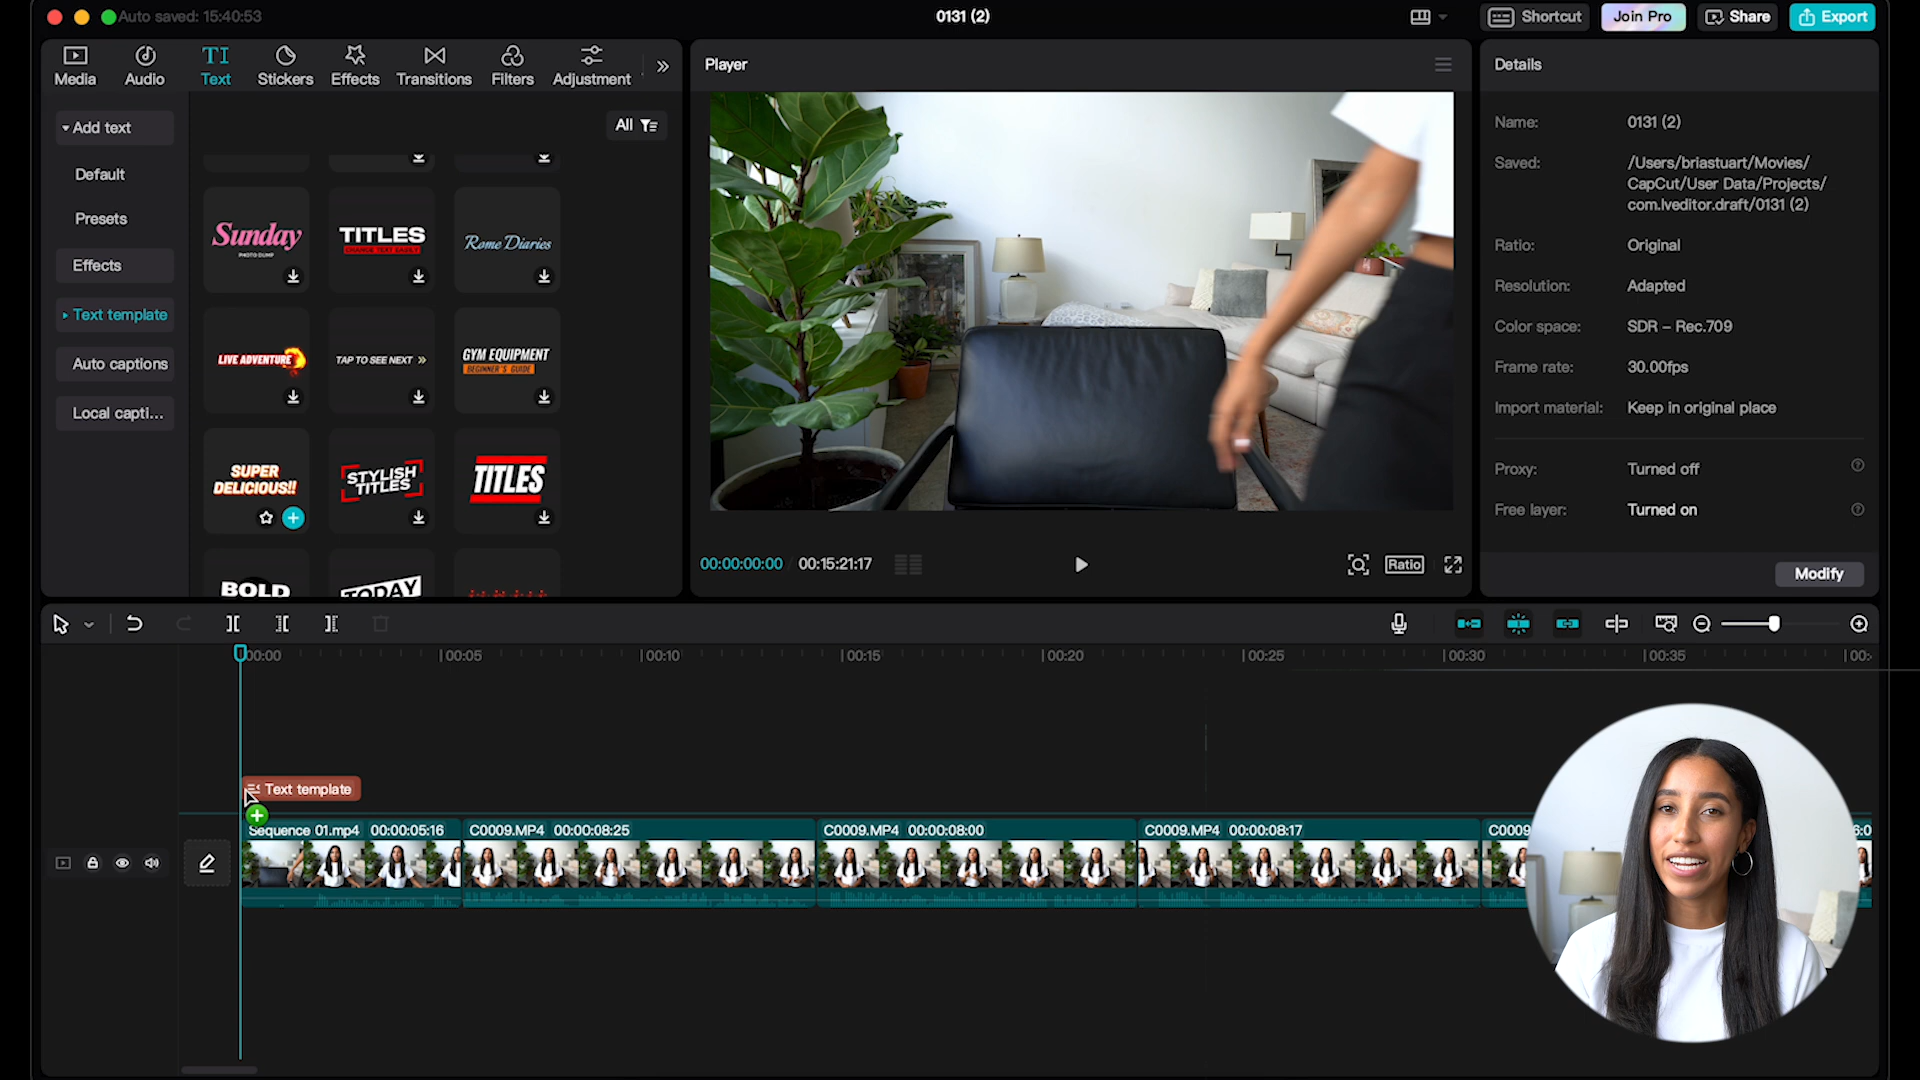 Auto saved: 15:40:53
0131 (2)
Shortcut
Join Pro
Share
Export
Media
Audio
TI
Text
Stickers
Effects
Transitions
Filters
Adjustment
Add text
Default
Presets
Effects
Text template
Auto captions
Local capti...
All
Sunday
PHOTO DUMP
TITLES
CHANGE TEXT EASILY
Rome Diaries
LIVE ADVENTURE
TAP TO SEE NEXT »
GYM EQUIPMENT
BEGINNER'S GUIDE
SUPER
DELICIOUS!!
STYLISH
TITLES
TITLES
BOLD
TODAY
Player
00:00:00:00
00:15:21:17
Ratio
Details
Name: 0131 (2)
Saved: /Users/briastuart/Movies/
CapCut/User Data/Projects/
com.lveditor.draft/0131 (2)
Ratio: Original
Resolution: Adapted
Color space: SDR – Rec.709
Frame rate: 30.00fps
Import material: Keep in original place
Proxy: Turned off
Free layer: Turned on
Modify
00:00
00:05
00:10
00:15
00:20
00:25
00:30
00:35
00:
Text template
Sequence 01.mp4 00:00:05:16
C0009.MP4 00:00:08:25
C0009.MP4 00:00:08:00
C0009.MP4 00:00:08:17
C0009
6:0